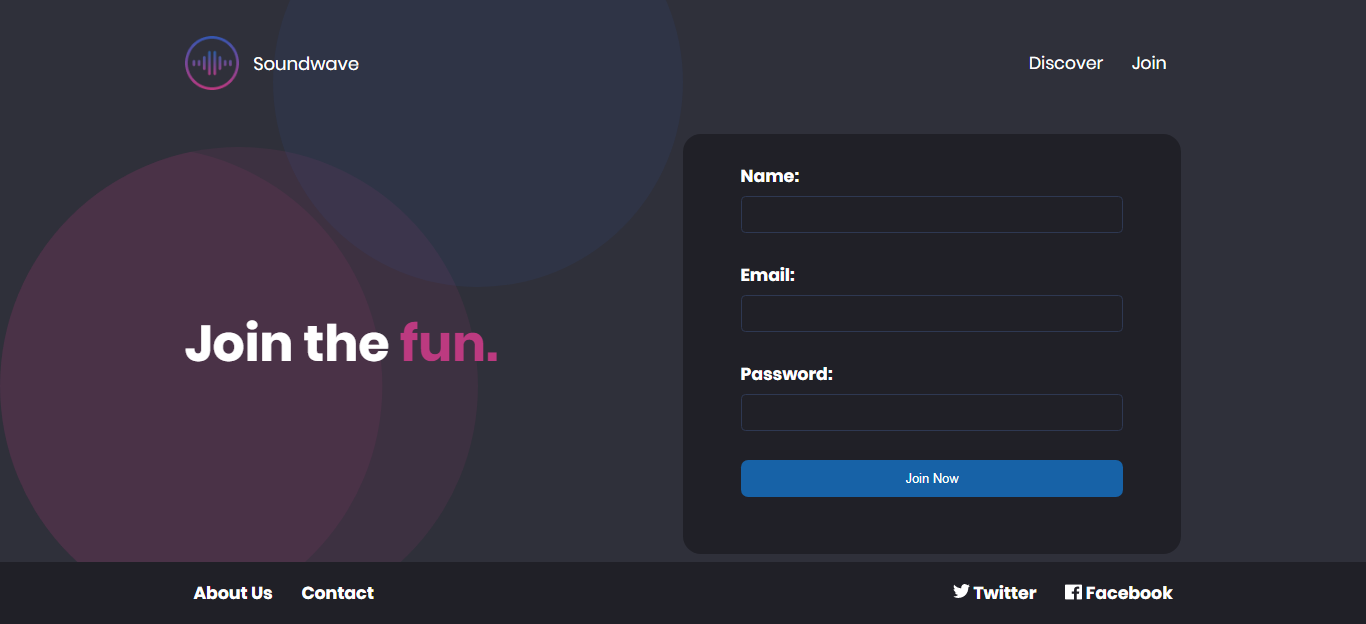 Soundwave
Discover
Join
Join the fun.
Name:
Email:
Password:
Join Now
About Us
Contact
Twitter
Facebook